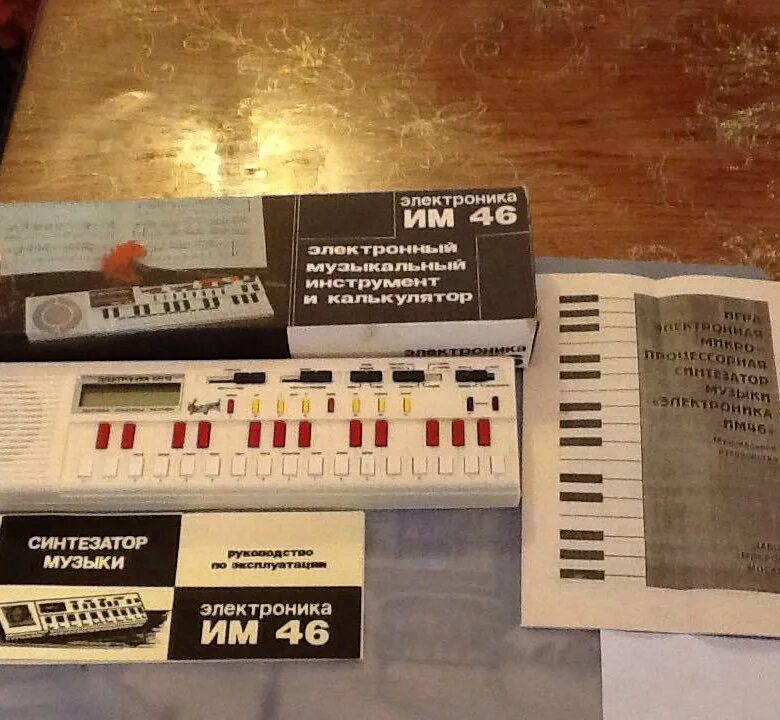 электроника
ИМ 46
электронный
музыкальный
инструмент
и калькулятор
электроника
ИГРА
ЭЛЕКТРОННАЯ
МИКРО–
ПРОЦЕССОРНАЯ
СИНТЕЗАТОР
МУЗЫКИ
«ЭЛЕКТРОНИКА
ИМ46»
СИНТЕЗАТОР
МУЗЫКИ
руководство
по эксплуатации
электроника
ИМ 46